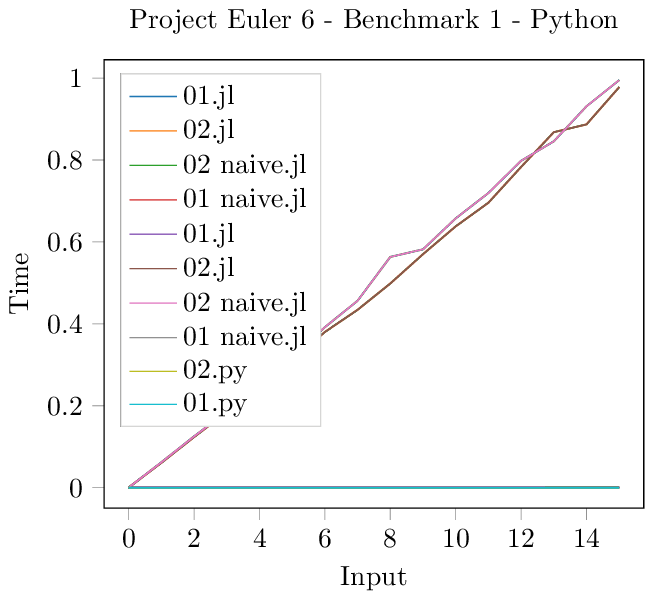 Project Euler 6 - Benchmark 1 - Python
1
0.8
0.6
0.4
0.2
0
Time
01.jl
02.jl
02 naive.jl
01 naive.jl
01.jl
02.jl
02 naive.jl
01 naive.jl
02.py
01.py
0 2 4 6 8 10 12 14
Input